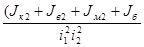 (J_{к2} + J_{в2} + J_{м2} + J_{б}
i_1^2 i_2^2